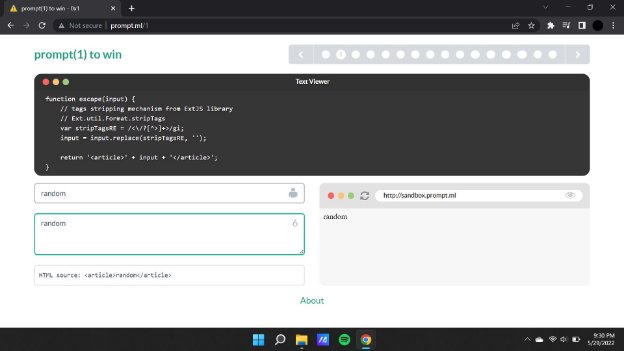 prompt(1) to win - 0x1
Not secure | prompt.ml/1
prompt(1) to win
1
Text Viewer
function escape(input) {
// tags stripping mechanism from ExtJS library
// Ext.util.Format.stripTags
var stripTagsRE = /<\/?[^>]+>/gi;
input = input.replace(stripTagsRE, '');
return '<article>' + input + '</article>';
}
random
random
6
HTML source: <article>random</article>
http://sandbox.prompt.ml
random
About
9:30 PM
5/29/2022